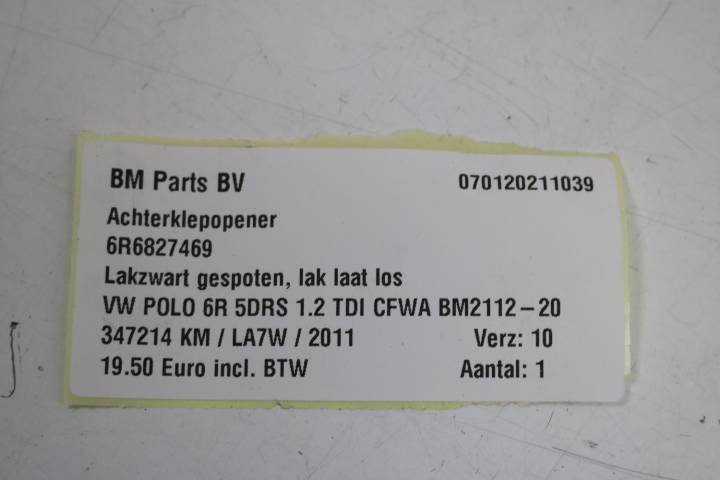 BM Parts BV 070120211039
Achterklepopener
6R6827469
Lakzwart gespoten, lak laat los
VW POLO 6R 5DRS 1.2 TDI CFWA BM2112-20
347214 KM / LA7W / 2011 Verz: 10
19.50 Euro incl. BTW Aantal: 1